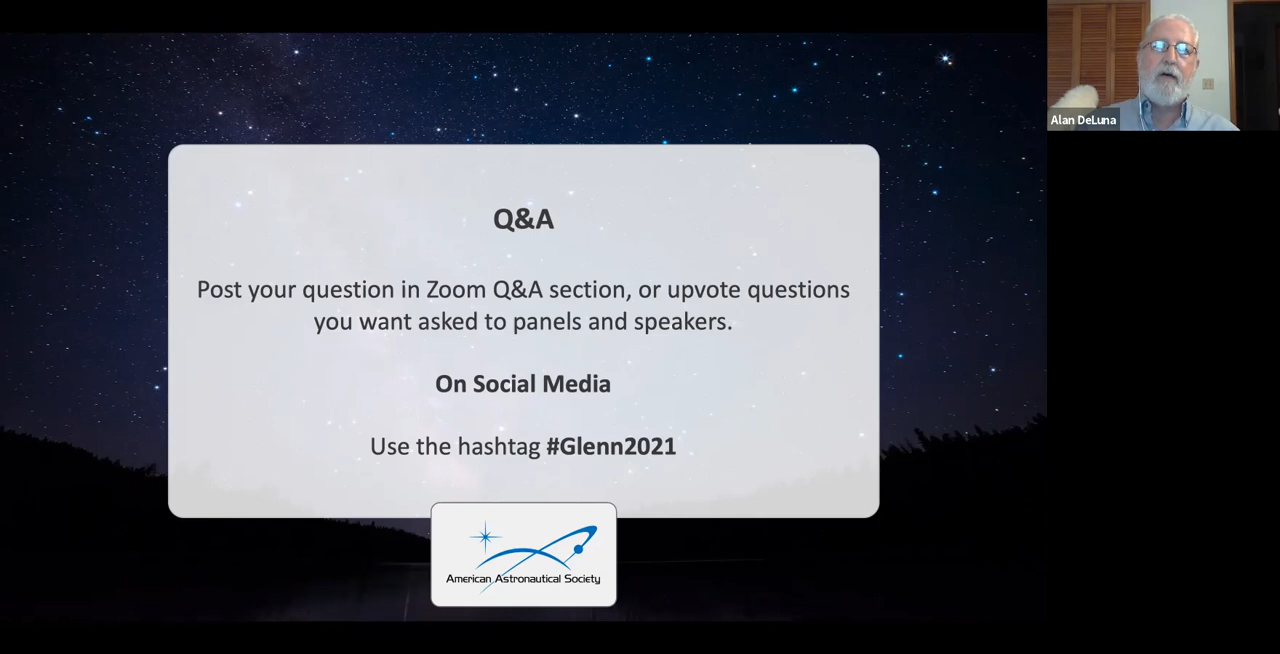 Alan DeLuna
Q&A
Post your question in Zoom Q&A section, or upvote questions
you want asked to panels and speakers.
On Social Media
Use the hashtag #Glenn2021
American Astronautical Society